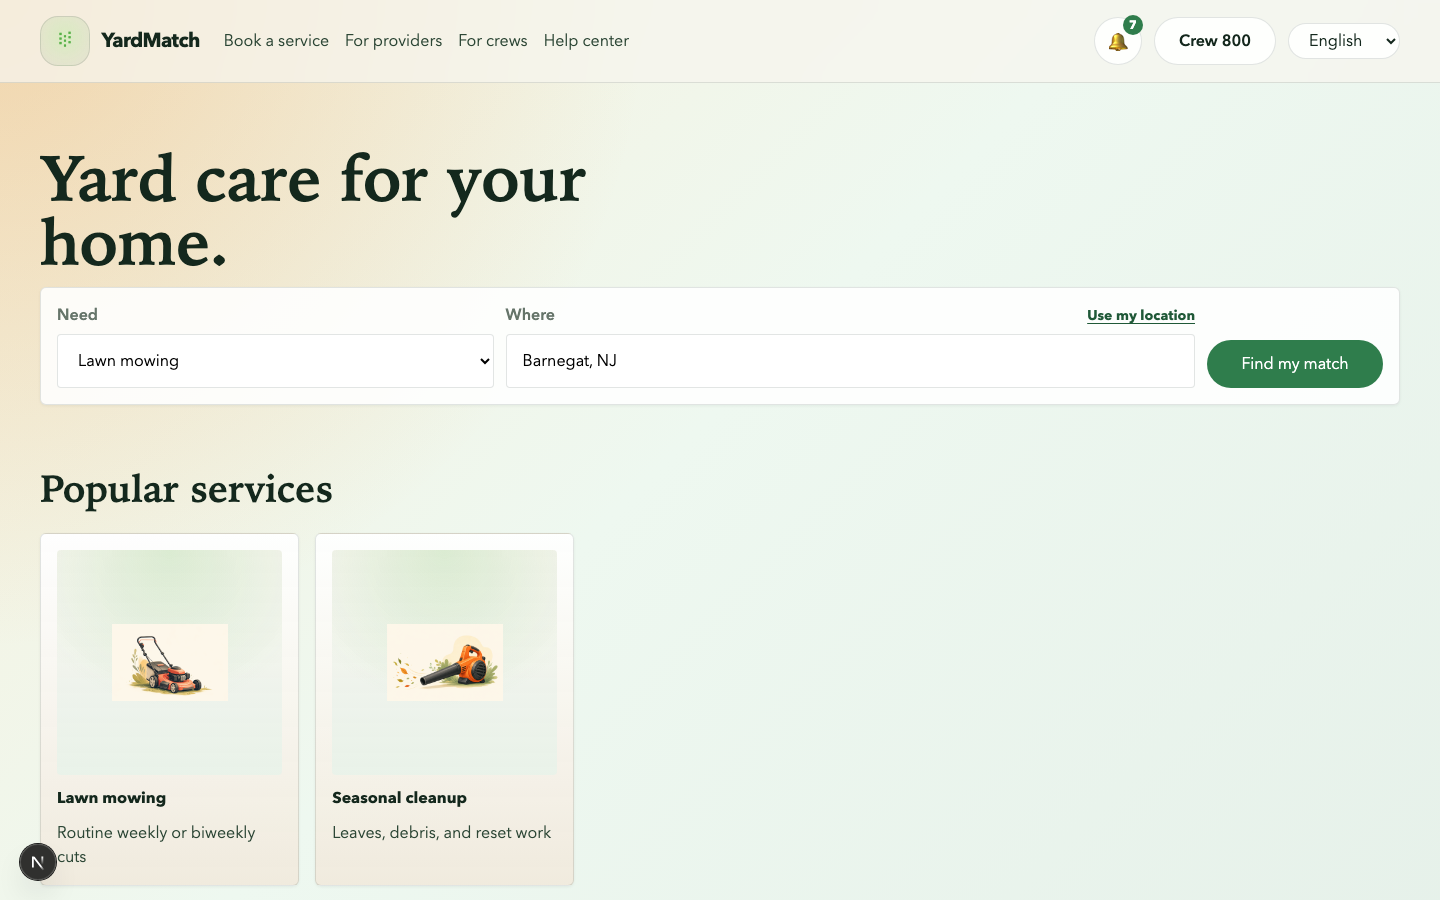 YardMatch
Book a service
For providers
For crews
Help center
7
Crew 800
English
Yard care for your
home.
Need
Where
Use my location
Lawn mowing
Barnegat, NJ
Find my match
Popular services
Lawn mowing
Routine weekly or biweekly
cuts
Seasonal cleanup
Leaves, debris, and reset work
N